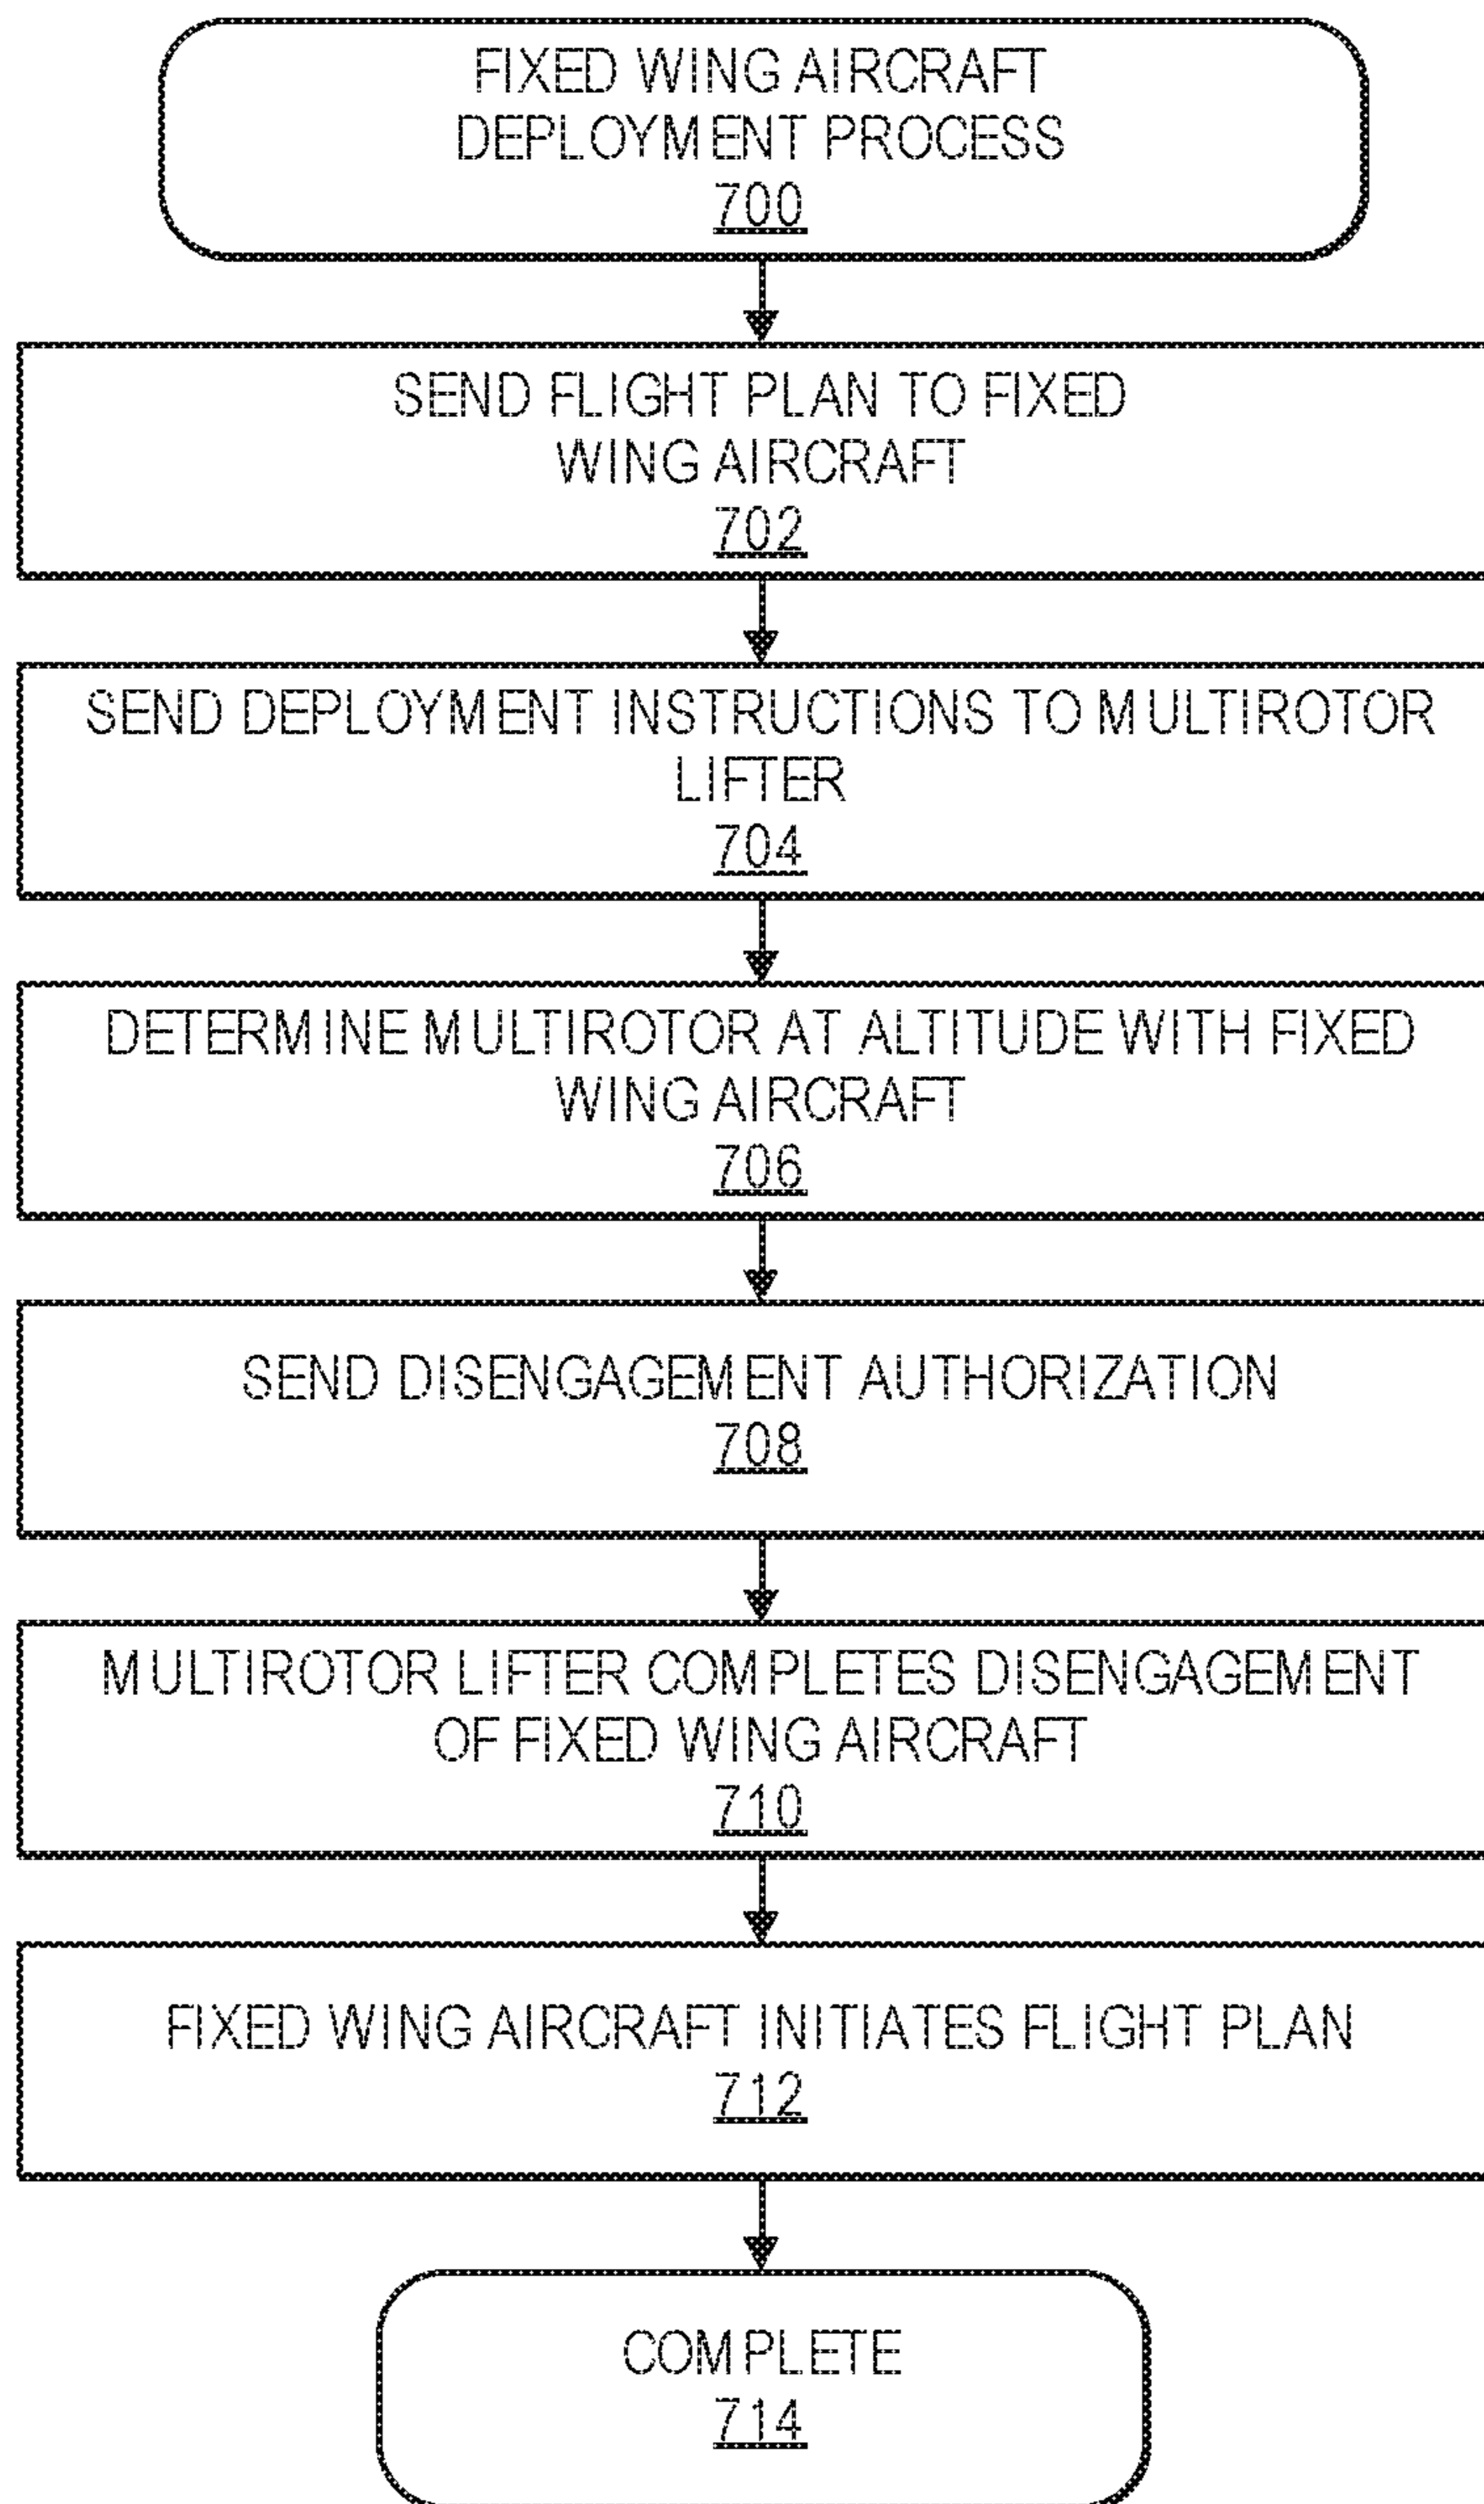 FIXED WING AIRCRAFT
DEPLOYMENT PROCESS
700
SEND FLIGHT PLAN TO FIXED
WING AIRCRAFT
702
SEND DEPLOYMENT INSTRUCTIONS TO MULTIROTOR
LIFTER
704
DETERMINE MULTIROTOR AT ALTITUDE WITH FIXED
WING AIRCRAFT
706
SEND DISENGAGEMENT AUTHORIZATION
708
MULTIROTOR LIFTER COMPLETES DISENGAGEMENT
OF FIXED WING AIRCRAFT
710
FIXED WING AIRCRAFT INITIATES FLIGHT PLAN
712
COMPLETE
714